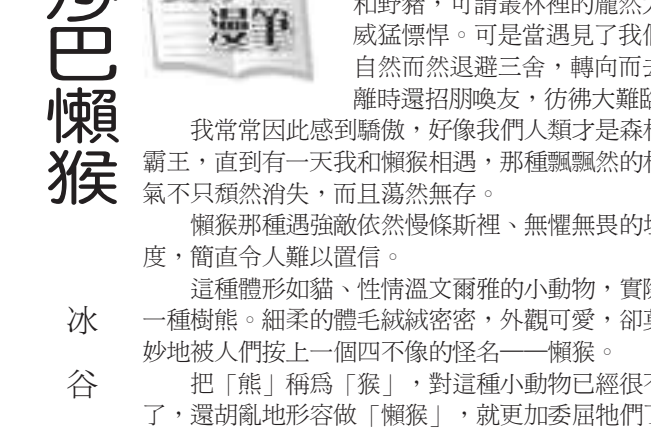 沙巴懶猴
冰谷
漫
和野豬，可謂叢林裡的龐然
威猛慓悍。可是當遇見了我
自然而然退避三舍，轉向而
離時還招朋喚友，彷彿大難
我常常因此感到驕傲，好像我們人類才是森
霸王，直到有一天我和懶猴相遇，那種飄飄然的
氣不只頹然消失，而且蕩然無存。
懶猴那種遇強敵依然慢條斯裡、無懼無畏的
度，簡直令人難以置信。
這種體形如貓、性情溫文爾雅的小動物，實
一種樹熊。細柔的體毛絨絨密密，外觀可愛，卻
妙地被人們按上一個四不像的怪名——懶猴。
把「熊」稱爲「猴」，對這種小動物已經很
了，還胡亂地形容做「懶猴」，就更加委屈牠們